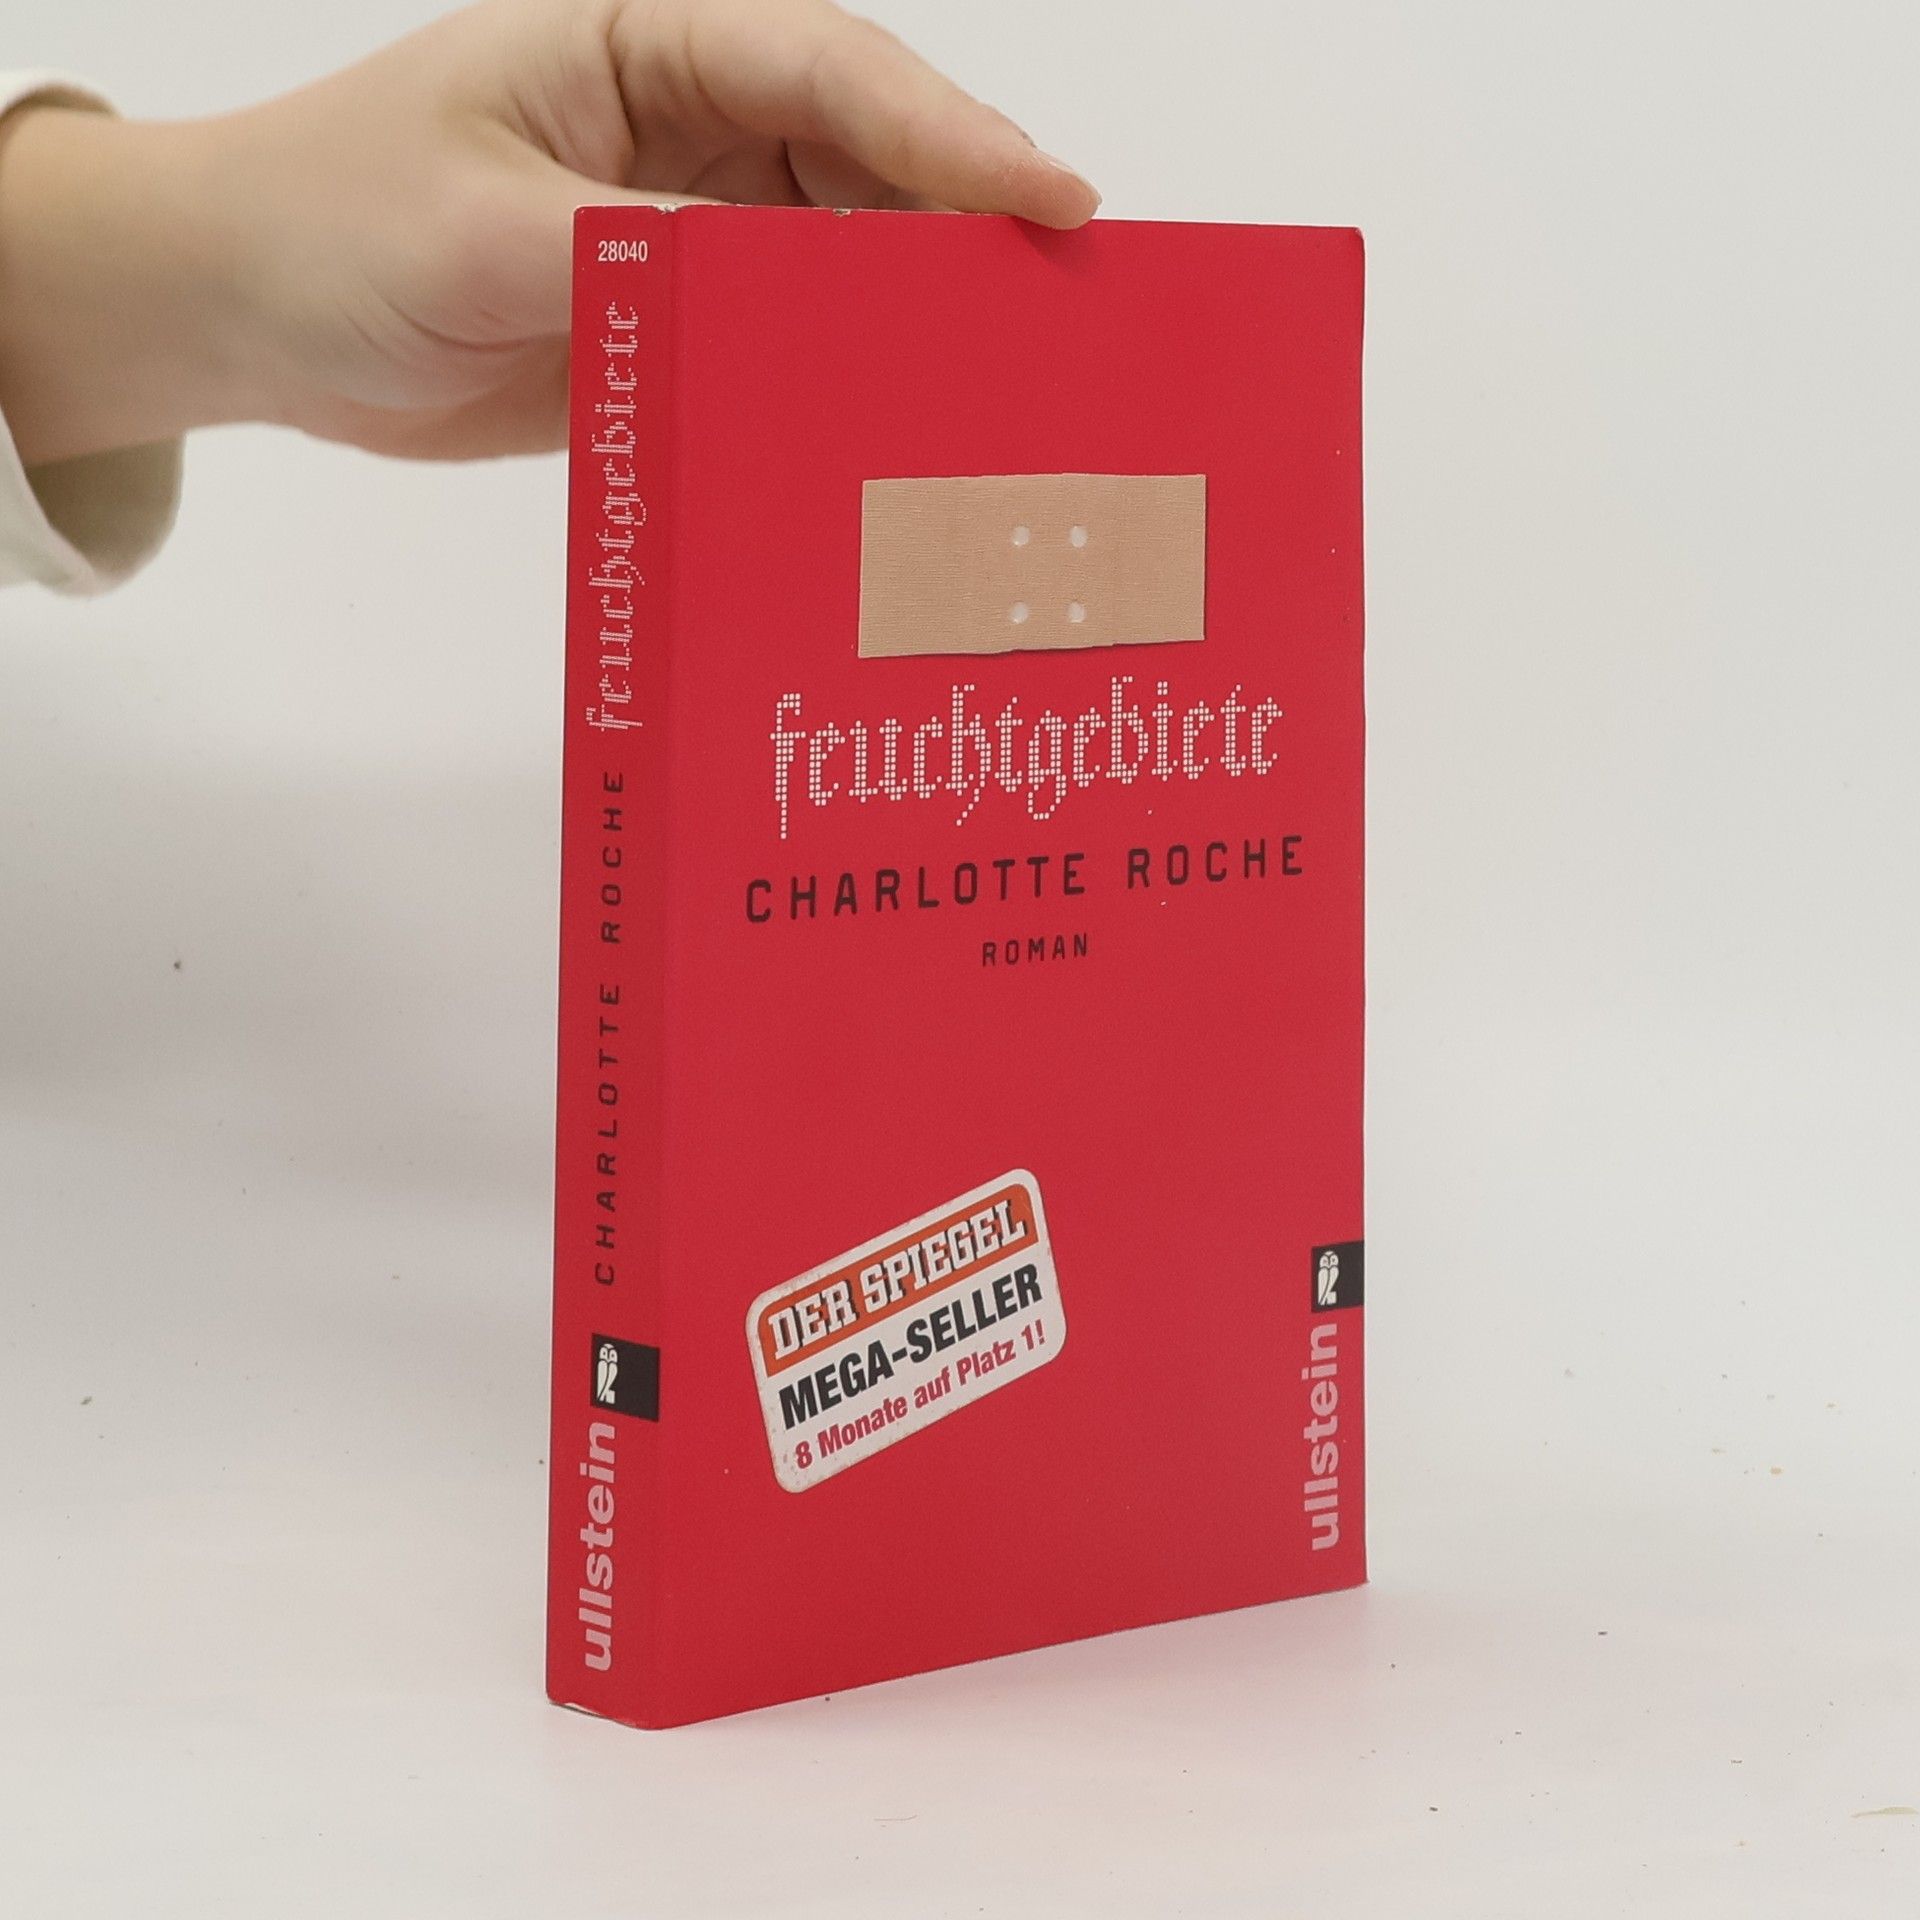 28040
feuchtgebiete
CHARLOTTE ROCHE
ullstein
feuchtgebiete
CHARLOTTE ROCHE
ROMAN
DER SPIEGEL
MEGA-SELLER
8 Monate auf Platz 1!
ullstein